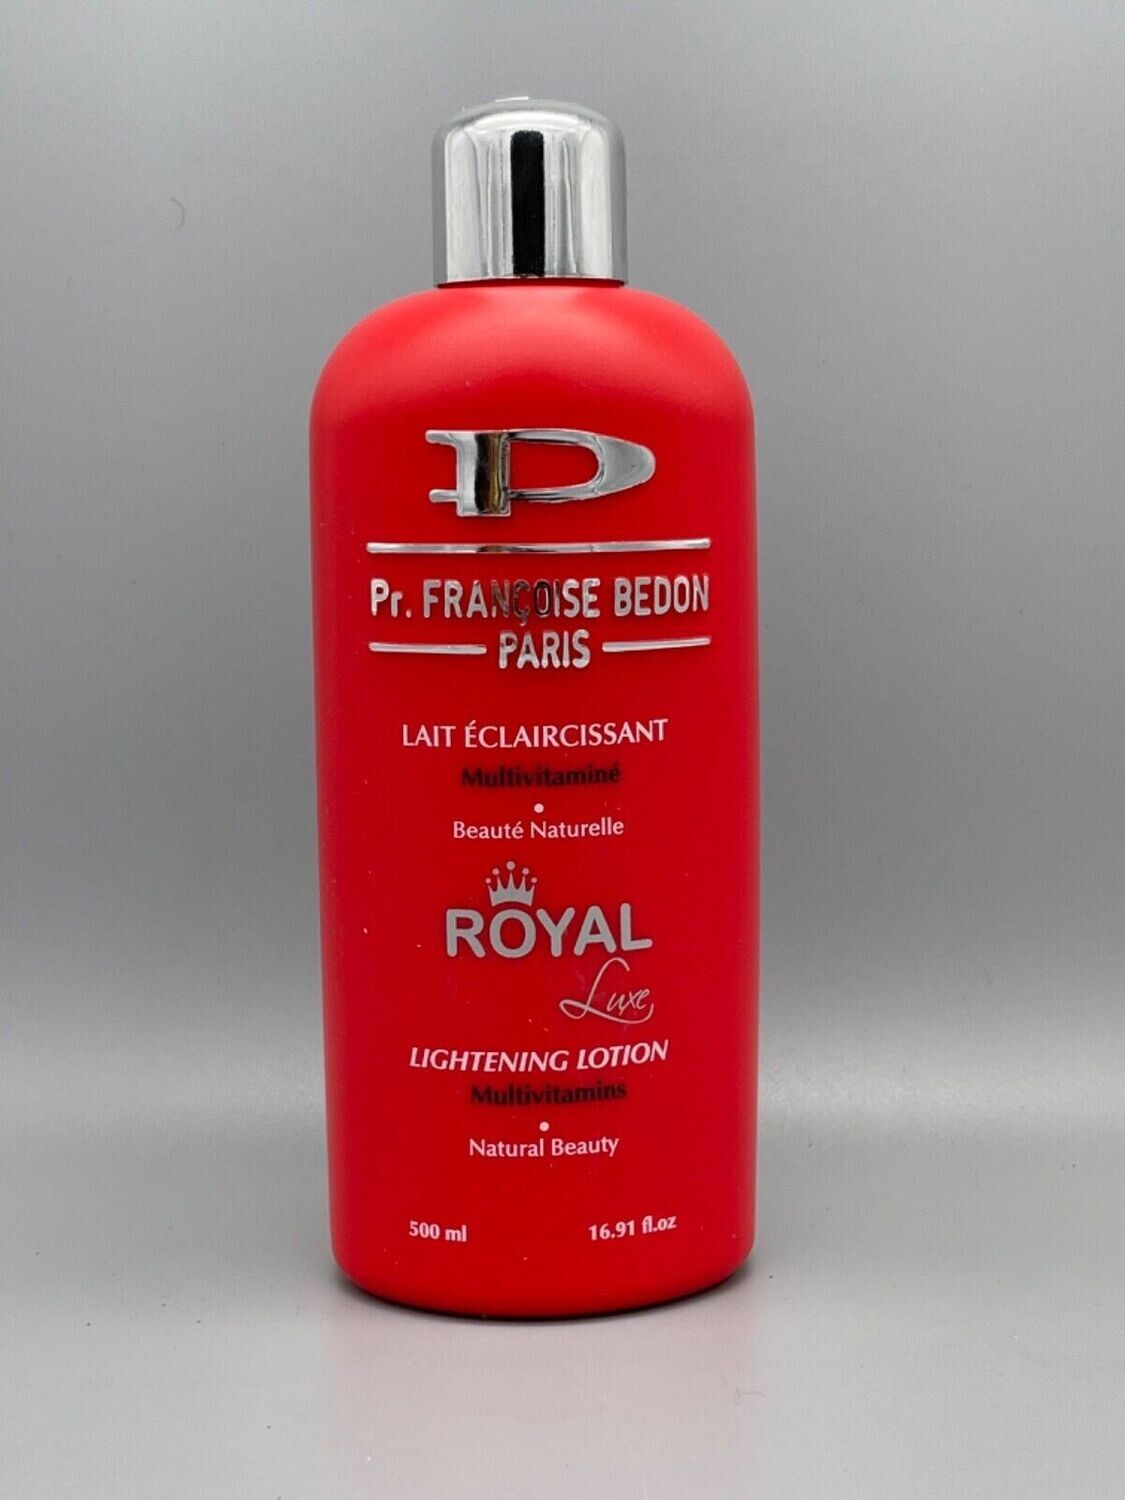 P
Pr. FRANÇOISE BEDON
PARIS
LAIT ÉCLAIRCISSANT
Multivitaminé
Beauté Naturelle
ROYAL
Luxe
LIGHTENING LOTION
Multivitamins
Natural Beauty
500 ml 16.91 fl.oz